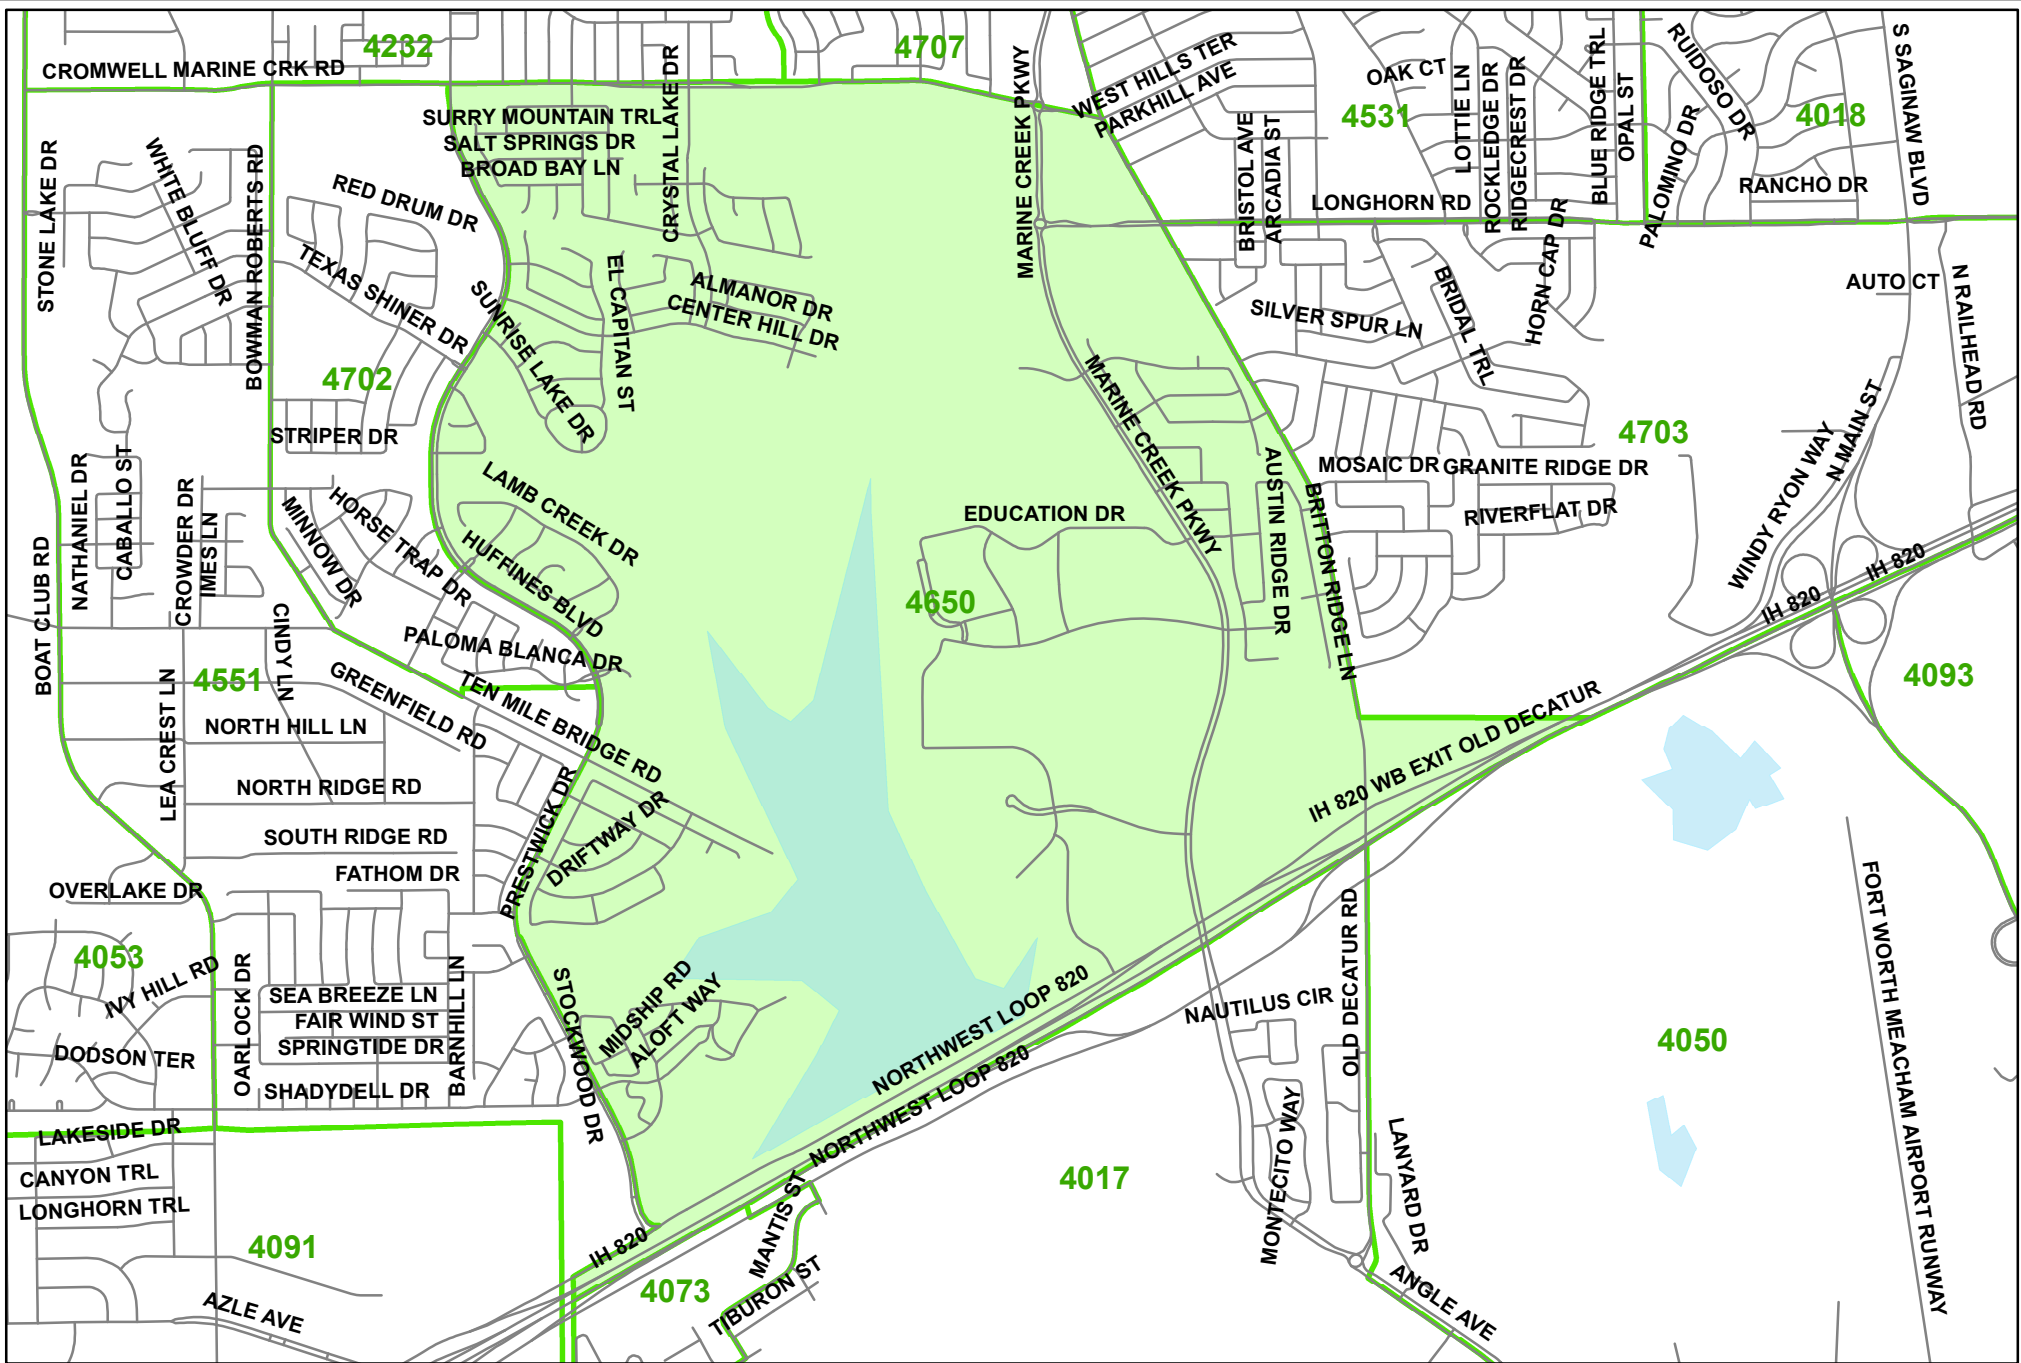 4232
4707
CROMWELL MARINE CRK RD
SURRY MOUNTAIN TRL
SALT SPRINGS DR
BROAD BAY LN
CRYSTAL LAKE DR
MARINE CREEK PKWY
WEST HILLS TER
PARKHILL AVE
OAK CT
4531
LOTTIE LN
ROCKLEDGE DR
RIDGECREST DR
BLUE RIDGE TRL
OPAL ST
RUIDOSO DR
PALOMINO DR
4018
S SAGINAW BLVD
RANCHO DR
STONE LAKE DR
WHITE BLUFF DR
BOWMAN ROBERTS RD
RED DRUM DR
TEXAS SHINER DR
SUNRISE LAKE DR
EL CAPITAN ST
ALMANOR DR
CENTER HILL DR
BRISTOL AVE
ARCADIA ST
LONGHORN RD
HORN CAP DR
SILVER SPUR LN
BRIDAL TRL
AUTO CT
N RAILHEAD RD
4702
STRIPER DR
MARINE CREEK PKWY
4703
MOSAIC DR
GRANITE RIDGE DR
RIVERFLAT DR
WINDY RYON WAY
N MAIN ST
NATHANIEL DR
CABALLO ST
CROWDER DR
IMES LN
MINNOW DR
HORSE TRAP DR
LAMB CREEK DR
HUFFINES BLVD
EDUCATION DR
AUSTIN RIDGE DR
BRITTON RIDGE LN
IH 820
IH 820
BOAT CLUB RD
4650
CINDY LN
PALOMA BLANCA DR
4551
GREENFIELD RD
TEN MILE BRIDGE RD
4093
LEA CREST LN
NORTH HILL LN
IH 820 WB EXIT OLD DECATUR
NORTH RIDGE RD
SOUTH RIDGE RD
PRESTWICK DR
DRIFTWAY DR
FATHOM DR
OVERLAKE DR
4053
IVY HILL RD
OARLOCK DR
SEA BREEZE LN
FAIR WIND ST
SPRINGTIDE DR
BARNHILL LN
STOCKWOOD DR
MIDSHIP RD
ALOFT WAY
NORTHWEST LOOP 820
NORTHWEST LOOP 820
NAUTILUS CIR
OLD DECATUR RD
4050
FORT WORTH MEACHAM AIRPORT RUNWAY
DODSON TER
SHADYDELL DR
LAKESIDE DR
CANYON TRL
LONGHORN TRL
4017
MONTECITO WAY
LANYARD DR
4091
IH 820
MANTIS ST
4073
TIBURON ST
AZLE AVE
ANGLE AVE